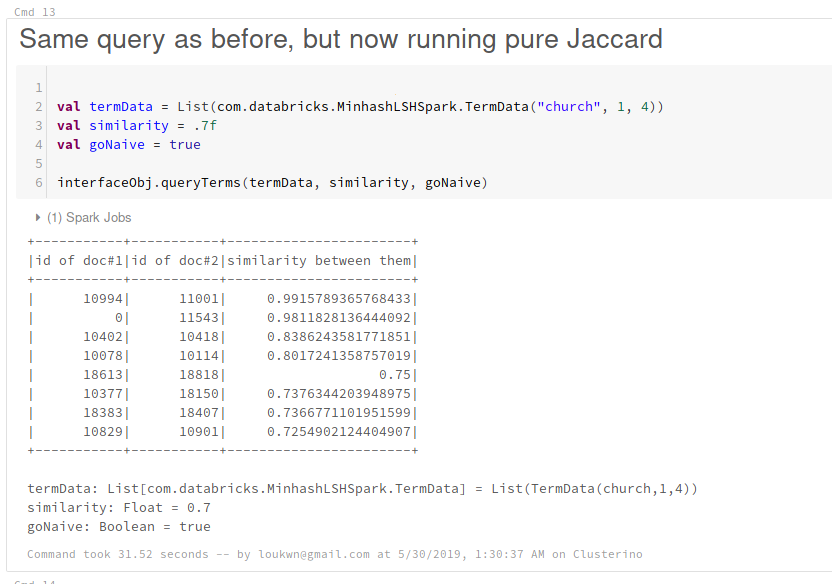 Cmd 13
Same query as before, but now running pure Jaccard
1
2 val termData = List(com.databricks.MinhashLSHSpark.TermData("church", 1, 4))
3 val similarity = .7f
4 val goNaive = true
5
6 interfaceObj.queryTerms(termData, similarity, goNaive)
(1) Spark Jobs
+-----------+-----------+-----------------------+
|id of doc#1|id of doc#2|similarity between them|
+-----------+-----------+-----------------------+
|      10994|      11001|     0.9915789365768433|
|          0|      11543|     0.9811828136444092|
|      10402|      10418|     0.8386243581771851|
|      10078|      10114|     0.8017241358757019|
|      18613|      18818|                   0.75|
|      10377|      18150|     0.7376344203948975|
|      18383|      18407|     0.7366771101951599|
|      10829|      10901|     0.7254902124404907|
+-----------+-----------+-----------------------+
termData: List[com.databricks.MinhashLSHSpark.TermData] = List(TermData(church,1,4))
similarity: Float = 0.7
goNaive: Boolean = true
Command took 31.52 seconds -- by loukwn@gmail.com at 5/30/2019, 1:30:37 AM on Clusterino
Cmd 14